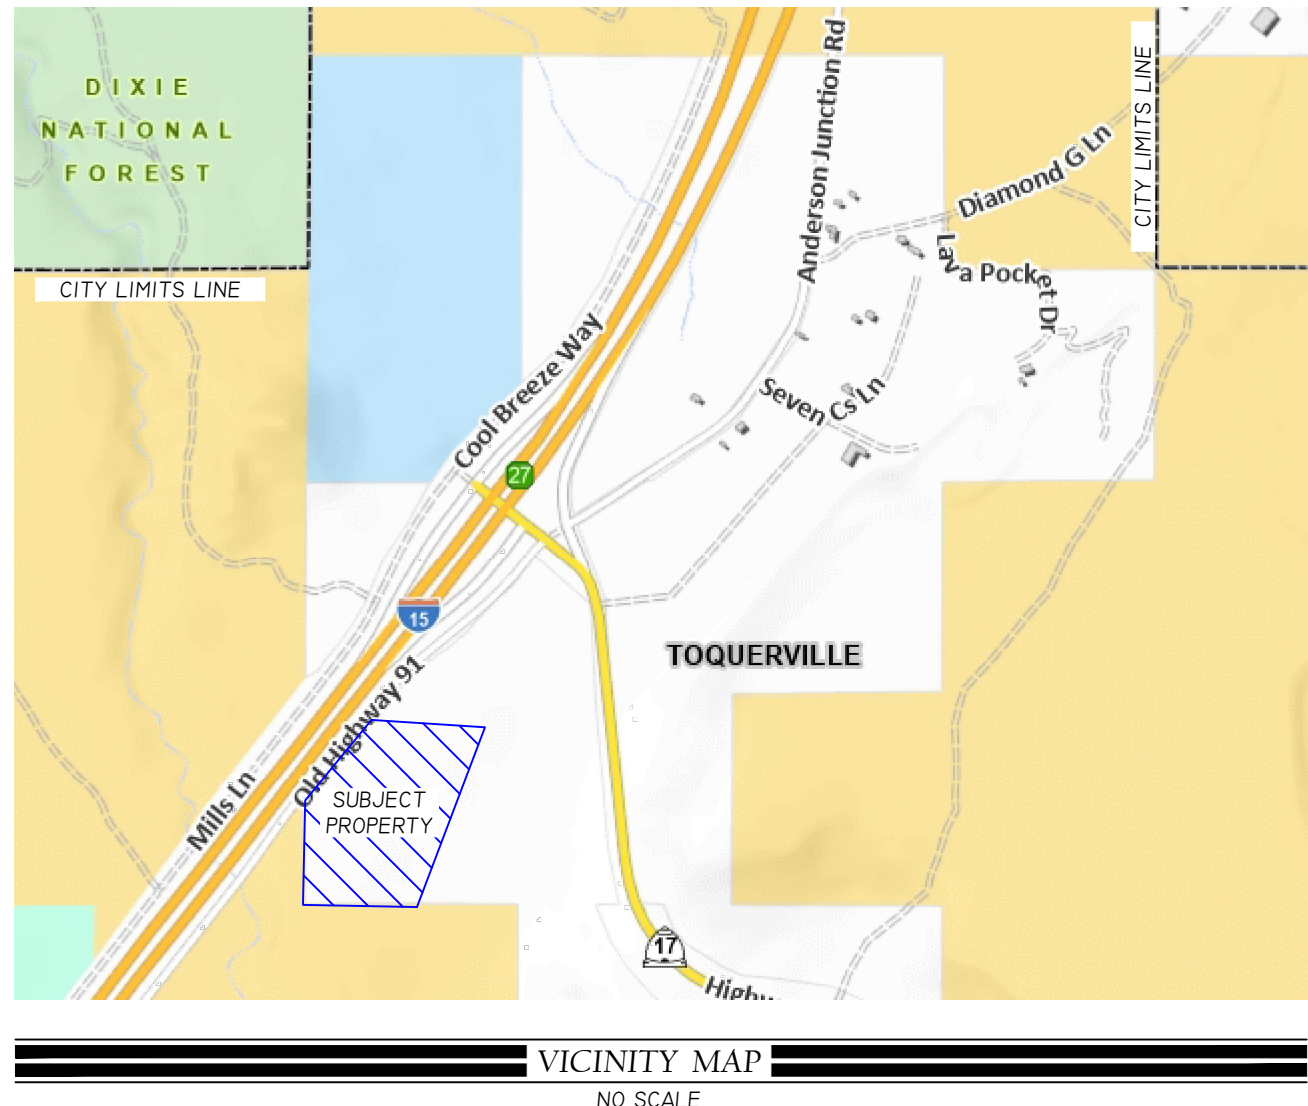 DIXIE
NATIONAL
FOREST
CITY LIMITS LINE
CITY LIMITS LINE
Anderson Junction Rd
Diamond G Ln
Lava Pocket Dr
Cool Breeze Way
Seven Cs Ln
27
15
TOQUERVILLE
Old Highway 91
Mills Ln
SUBJECT
PROPERTY
17
VICINITY MAP
NO SCALE